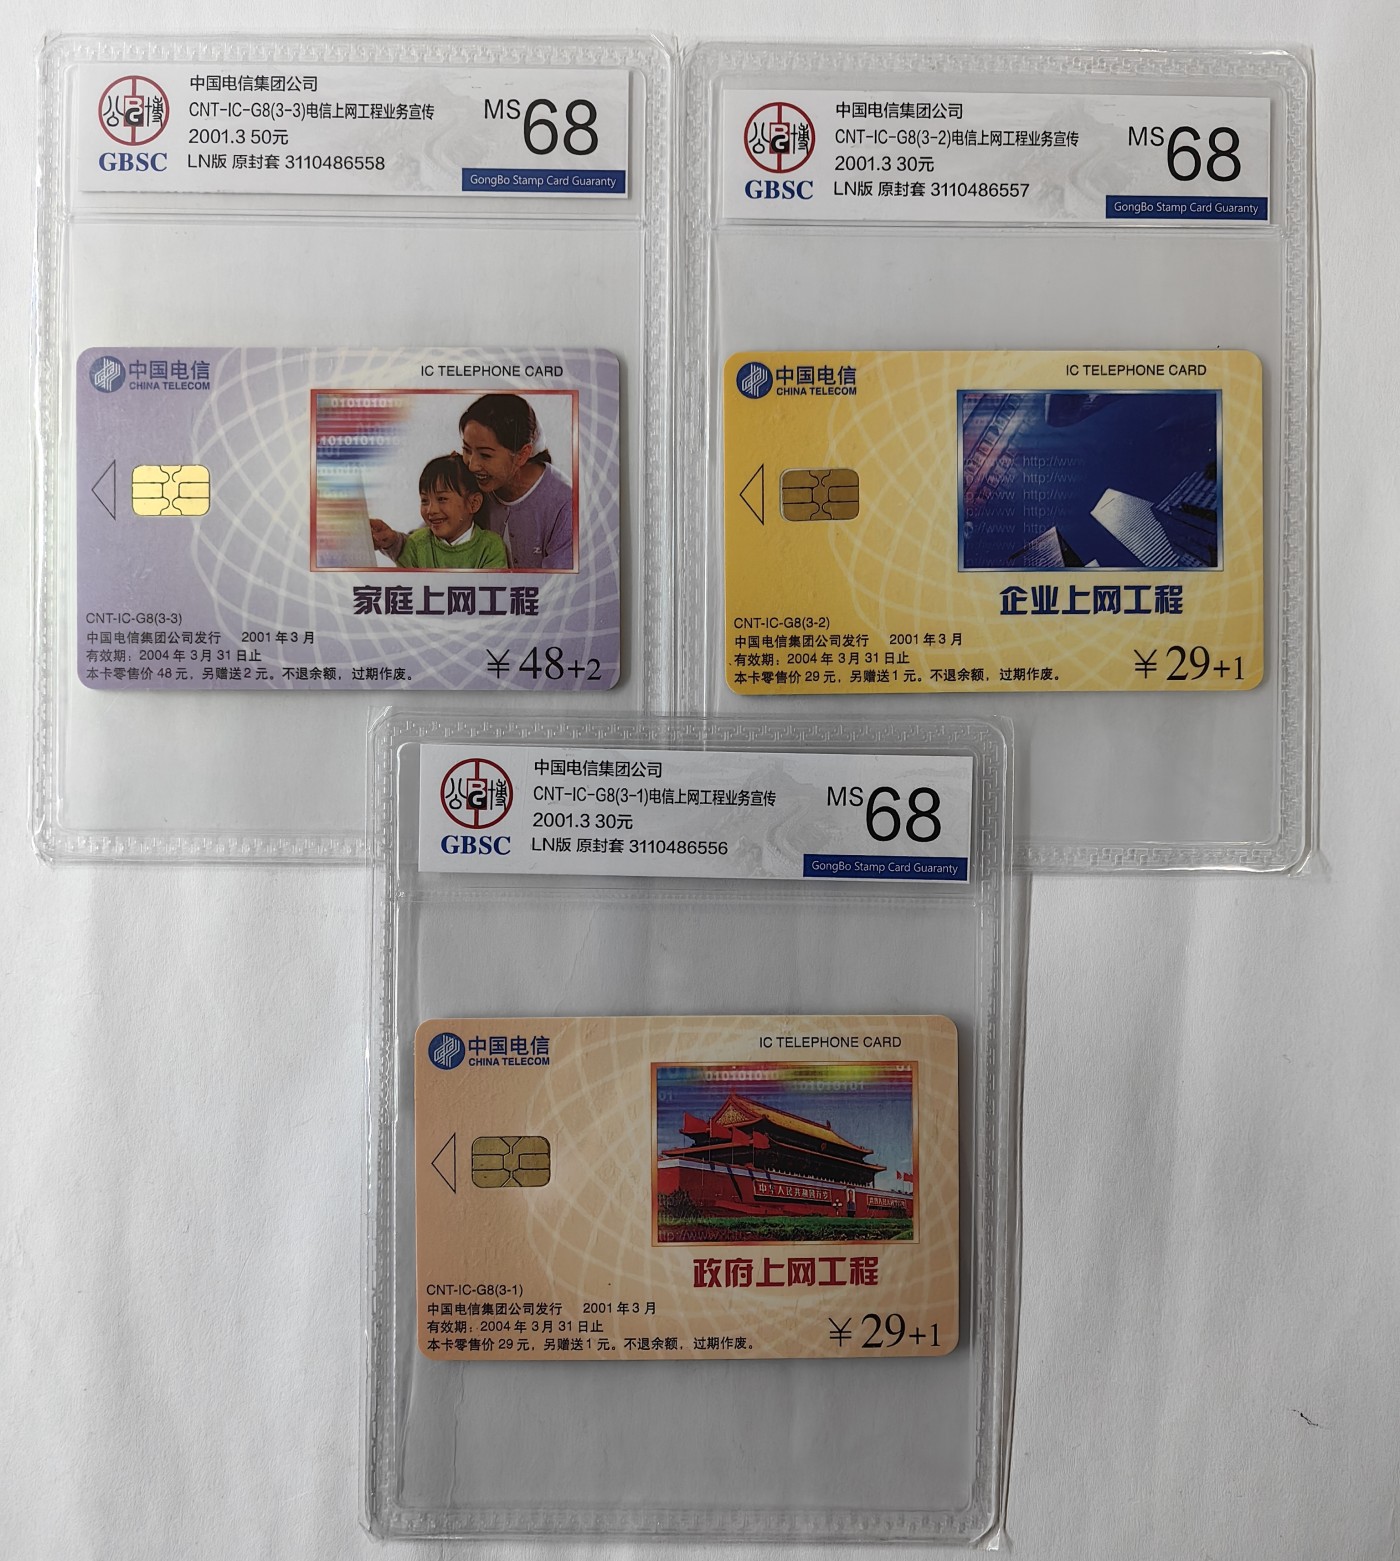 中国电信集团公司
CNT-IC-G8(3-3)电信上网工程业务宣传
2001.3 50元
LN版 原封套 3110486558
MS 68
GBSC
GongBo Stamp Card Guaranty
中国电信
CHINA TELECOM
IC TELEPHONE CARD
1010101010
家庭上网工程
CNT-IC-G8(3-3)
中国电信集团公司发行 2001年3月
有效期：2004年3月31日止
本卡零售价48元，另赠送2元。不退余额，过期作废。
￥48+2
中国电信集团公司
CNT-IC-G8(3-2)电信上网工程业务宣传
2001.3 30元
LN版 原封套 3110486557
MS 68
GBSC
GongBo Stamp Card Guaranty
中国电信
CHINA TELECOM
IC TELEPHONE CARD
http://www
企业上网工程
CNT-IC-G8(3-2)
中国电信集团公司发行 2001年3月
有效期：2004年3月31日止
本卡零售价29元，另赠送1元。不退余额，过期作废。
￥29+1
中国电信集团公司
CNT-IC-G8(3-1)电信上网工程业务宣传
2001.3 30元
LN版 原封套 3110486556
MS 68
GBSC
GongBo Stamp Card Guaranty
中国电信
CHINA TELECOM
IC TELEPHONE CARD
政府上网工程
CNT-IC-G8(3-1)
中国电信集团公司发行 2001年3月
有效期：2004年3月31日止
本卡零售价29元，另赠送1元。不退余额，过期作废。
￥29+1